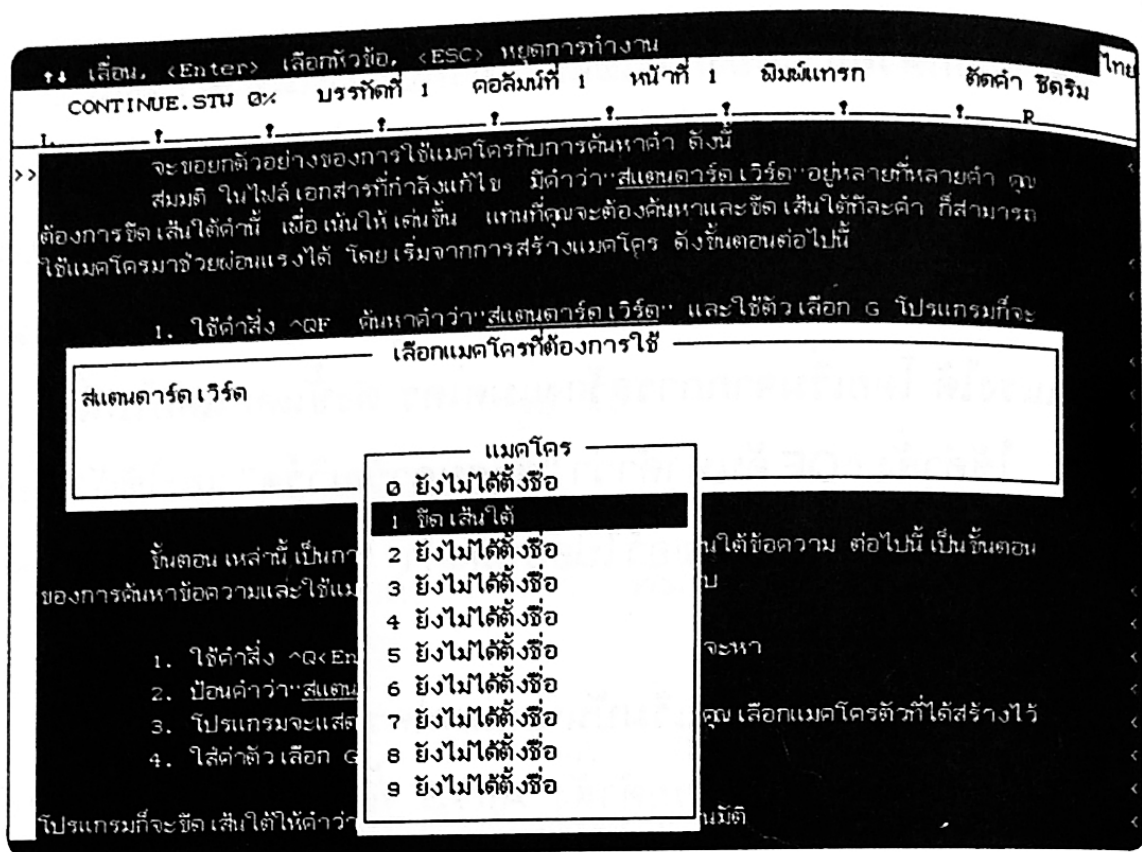 ↑↓ เลื่อน, <Enter> เลือกหัวข้อ, <ESC> หยุดการทำงาน
ไทย
CONTINUE.STW 0% บรรทัดที่ 1 คอลัมน์ที่ 1 หน้าที่ 1 พิมพ์แทรก ตัดคำ ชิดริม
L R
>> จะขอยกตัวอย่างของการใช้แมคโครกับการค้นหาคำ ดังนี้
สมมติ ในไฟล์เอกสารที่กำลังแก้ไข มีคำว่า"สแตนดาร์ดเวิร์ด"อยู่หลายที่หลายคำ คุณ
ต้องการขีดเส้นใต้คำนี้ เพื่อเน้นให้เด่นขึ้น แทนที่คุณจะต้องค้นหาและขีดเส้นใต้ทีละคำ ก็สามารถ
ใช้แมคโครมาช่วยผ่อนแรงได้ โดยเริ่มจากการสร้างแมคโคร ดังขั้นตอนต่อไปนี้
1. ใช้คำสั่ง ^QF ค้นหาคำว่า"สแตนดาร์ดเวิร์ด" และใช้ตัวเลือก G โปรแกรมก็จะ
เลือกแมคโครที่ต้องการใช้
สแตนดาร์ดเวิร์ด
แมคโคร
0 ยังไม่ได้ตั้งชื่อ
1 ขีดเส้นใต้
2 ยังไม่ได้ตั้งชื่อ
3 ยังไม่ได้ตั้งชื่อ
4 ยังไม่ได้ตั้งชื่อ
5 ยังไม่ได้ตั้งชื่อ
6 ยังไม่ได้ตั้งชื่อ
7 ยังไม่ได้ตั้งชื่อ
8 ยังไม่ได้ตั้งชื่อ
9 ยังไม่ได้ตั้งชื่อ
ขั้นตอนเหล่านี้เป็นกา นใต้ข้อความ ต่อไปนี้เป็นขั้นตอน
ของการค้นหาข้อความและใช้แม บ
1. ใช้คำสั่ง ^Q<En จะหา
2. ป้อนคำว่า"สแตน
3. โปรแกรมจะแสด คุณเลือกแมคโครตัวที่ได้สร้างไว้
4. ใส่ค่าตัวเลือก G
โปรแกรมก็จะขีดเส้นใต้ให้คำว่า นมัติ